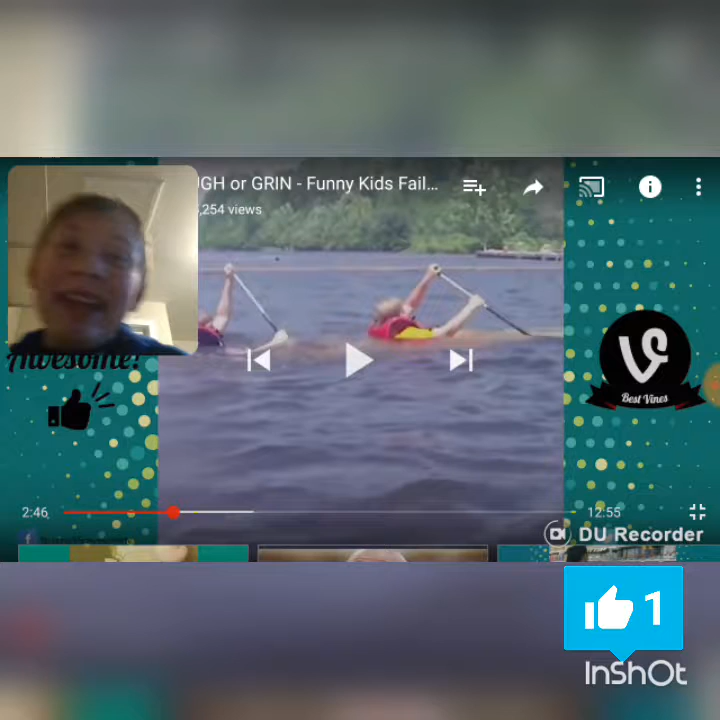 GH or GRIN - Funny Kids Fail...
,254 views
Awesome!
Best Vines
2:46
12:55
DU Recorder
1
InShOt